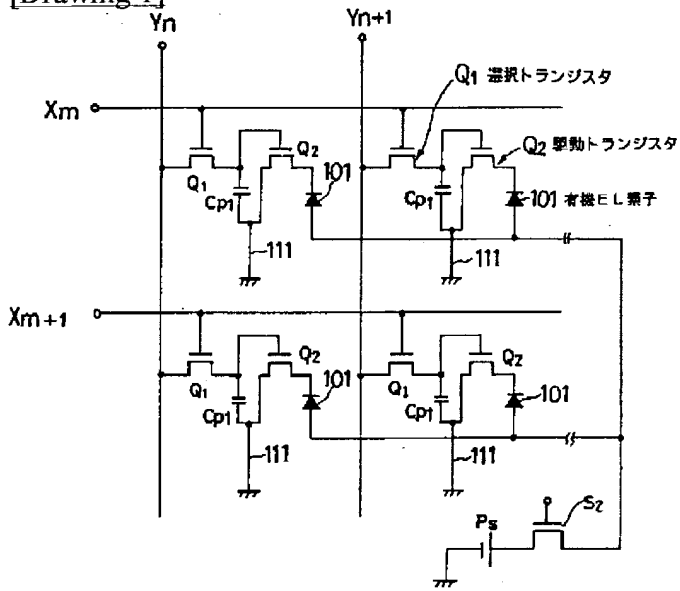 [Drawing 1]
Yn
Yn+1
Xm
Q1 選択トランジスタ
Q2 駆動トランジスタ
Q1
Q2
Cp1
101
Cp1
101 有機EL素子
111
111
Xm+1
Q1
Q2
Cp1
101
Q1
Q2
Cp1
101
111
111
Ps
S2